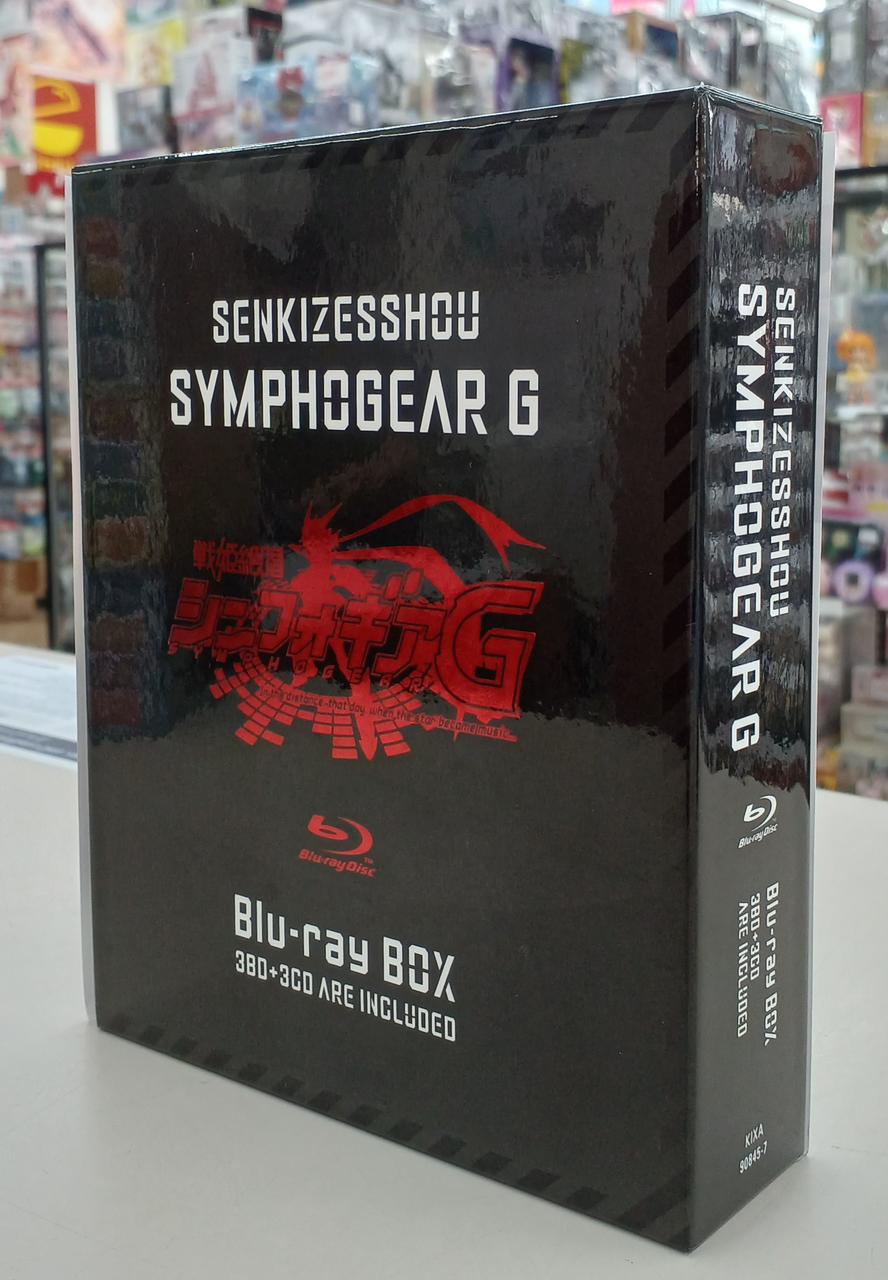 SENKIZESSHOU
SYMPHOGEAR G
戦姫絶唱
シンフォギアG
SYMPHOGEAR
In the distance, that day, when the star became music...
Blu-ray Disc™
Blu-ray BOX
3BD+3CD ARE INCLUDED
SENKIZESSHOU
SYMPHOGEAR G
Blu-ray Disc
Blu-ray BOX
3BD+3CD
ARE INCLUDED
KIXA
90845-7